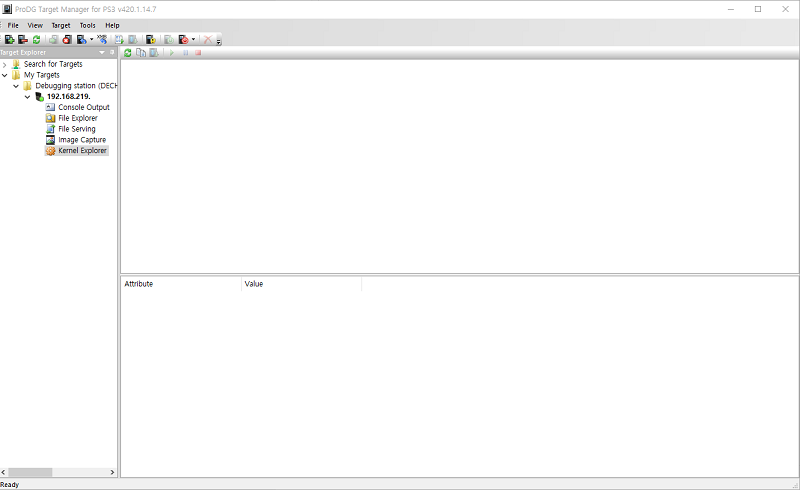 ProDG Target Manager for PS3 v420.1.14.7
File View Target Tools Help
Target Explorer
Search for Targets
My Targets
Debugging station (DECH
192.168.219.
Console Output
File Explorer
File Serving
Image Capture
Kernel Explorer
Attribute Value
Ready